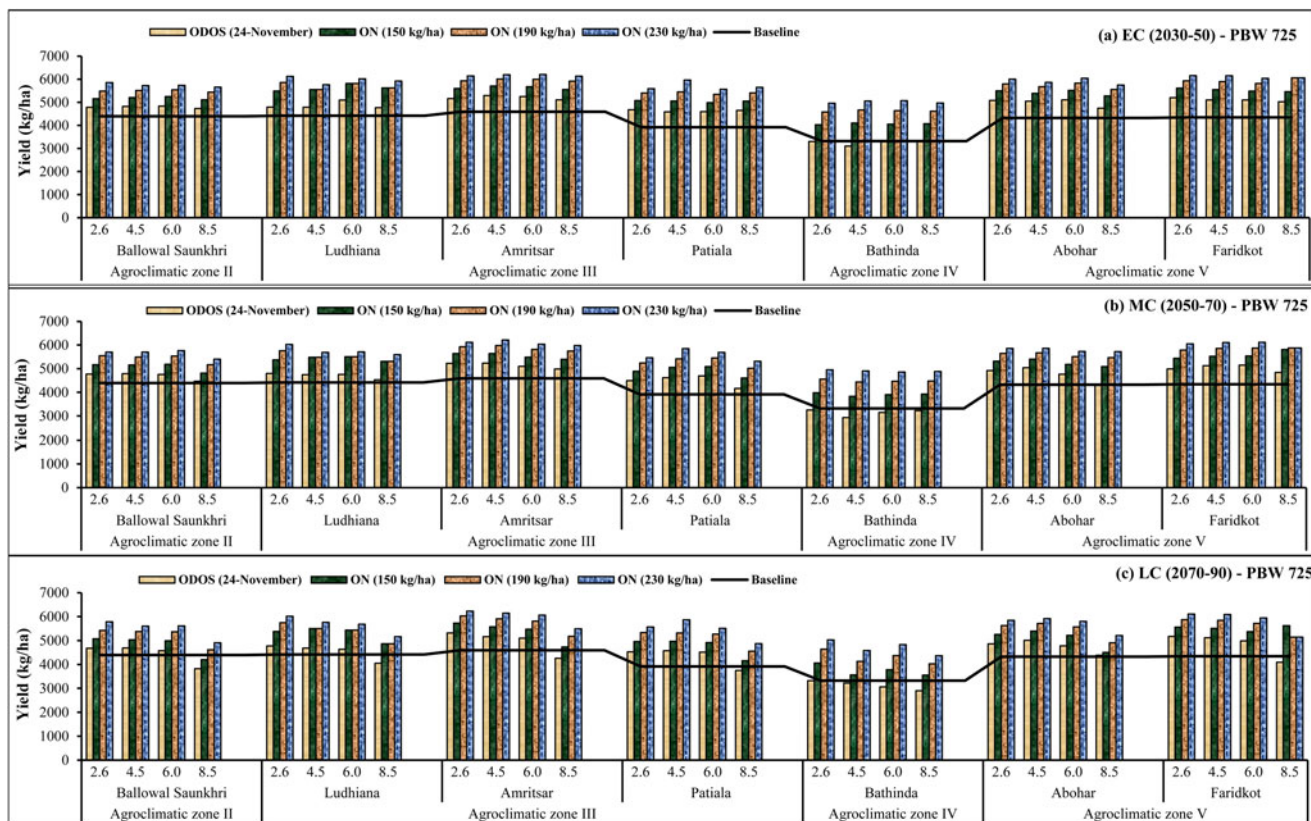 ODOS (24-November) ON (150 kg/ha) ON (190 kg/ha) ON (230 kg/ha) Baseline
(a) EC (2030-50) - PBW 725
Yield (kg/ha)
7000
6000
5000
4000
3000
2000
1000
0
2.6 4.5 6.0 8.5 2.6 4.5 6.0 8.5 2.6 4.5 6.0 8.5 2.6 4.5 6.0 8.5 2.6 4.5 6.0 8.5 2.6 4.5 6.0 8.5 2.6 4.5 6.0 8.5
Ballowal Saunkhri Ludhiana Amritsar Patiala Bathinda Abohar Faridkot
Agroclimatic zone II Agroclimatic zone III Agroclimatic zone IV Agroclimatic zone V
(b) MC (2050-70) - PBW 725
ODOS (24-November) ON (150 kg/ha) ON (190 kg/ha) ON (230 kg/ha) Baseline
Yield (kg/ha)
7000
6000
5000
4000
3000
2000
1000
0
2.6 4.5 6.0 8.5 2.6 4.5 6.0 8.5 2.6 4.5 6.0 8.5 2.6 4.5 6.0 8.5 2.6 4.5 6.0 8.5 2.6 4.5 6.0 8.5 2.6 4.5 6.0 8.5
Ballowal Saunkhri Ludhiana Amritsar Patiala Bathinda Abohar Faridkot
Agroclimatic zone II Agroclimatic zone III Agroclimatic zone IV Agroclimatic zone V
(c) LC (2070-90) - PBW 725
ODOS (24-November) ON (150 kg/ha) ON (190 kg/ha) ON (230 kg/ha) Baseline
Yield (kg/ha)
7000
6000
5000
4000
3000
2000
1000
0
2.6 4.5 6.0 8.5 2.6 4.5 6.0 8.5 2.6 4.5 6.0 8.5 2.6 4.5 6.0 8.5 2.6 4.5 6.0 8.5 2.6 4.5 6.0 8.5 2.6 4.5 6.0 8.5
Ballowal Saunkhri Ludhiana Amritsar Patiala Bathinda Abohar Faridkot
Agroclimatic zone II Agroclimatic zone III Agroclimatic zone IV Agroclimatic zone V